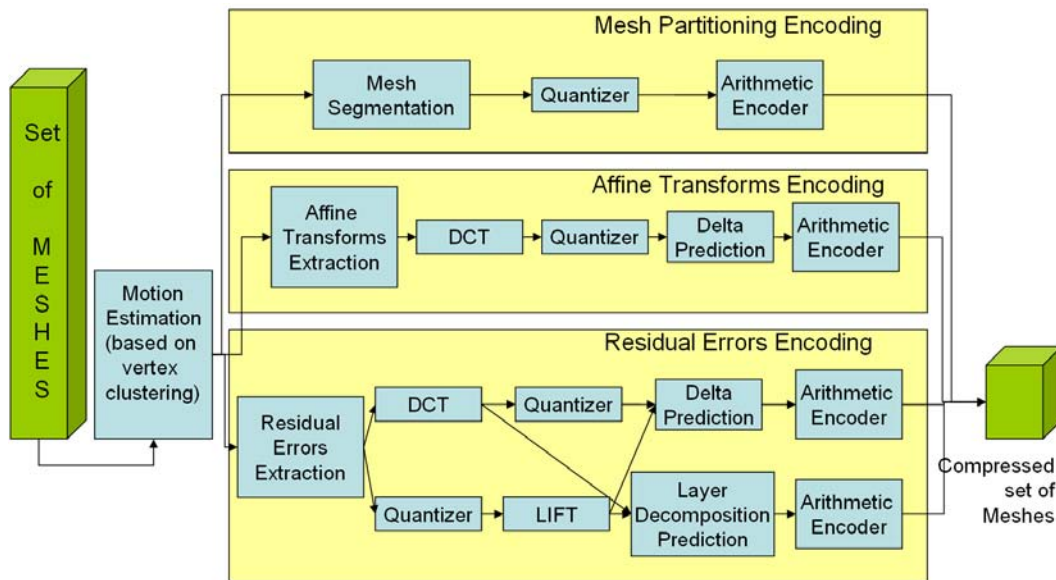 Set
of
M
E
S
H
E
S
Motion
Estimation
(based on
vertex
clustering)
Mesh Partitioning Encoding
Mesh
Segmentation
Quantizer
Arithmetic
Encoder
Affine Transforms Encoding
Affine
Transforms
Extraction
DCT
Quantizer
Delta
Prediction
Arithmetic
Encoder
Residual Errors Encoding
Residual
Errors
Extraction
DCT
Quantizer
Delta
Prediction
Arithmetic
Encoder
Quantizer
LIFT
Layer
Decomposition
Prediction
Arithmetic
Encoder
Compressed
set of
Meshes